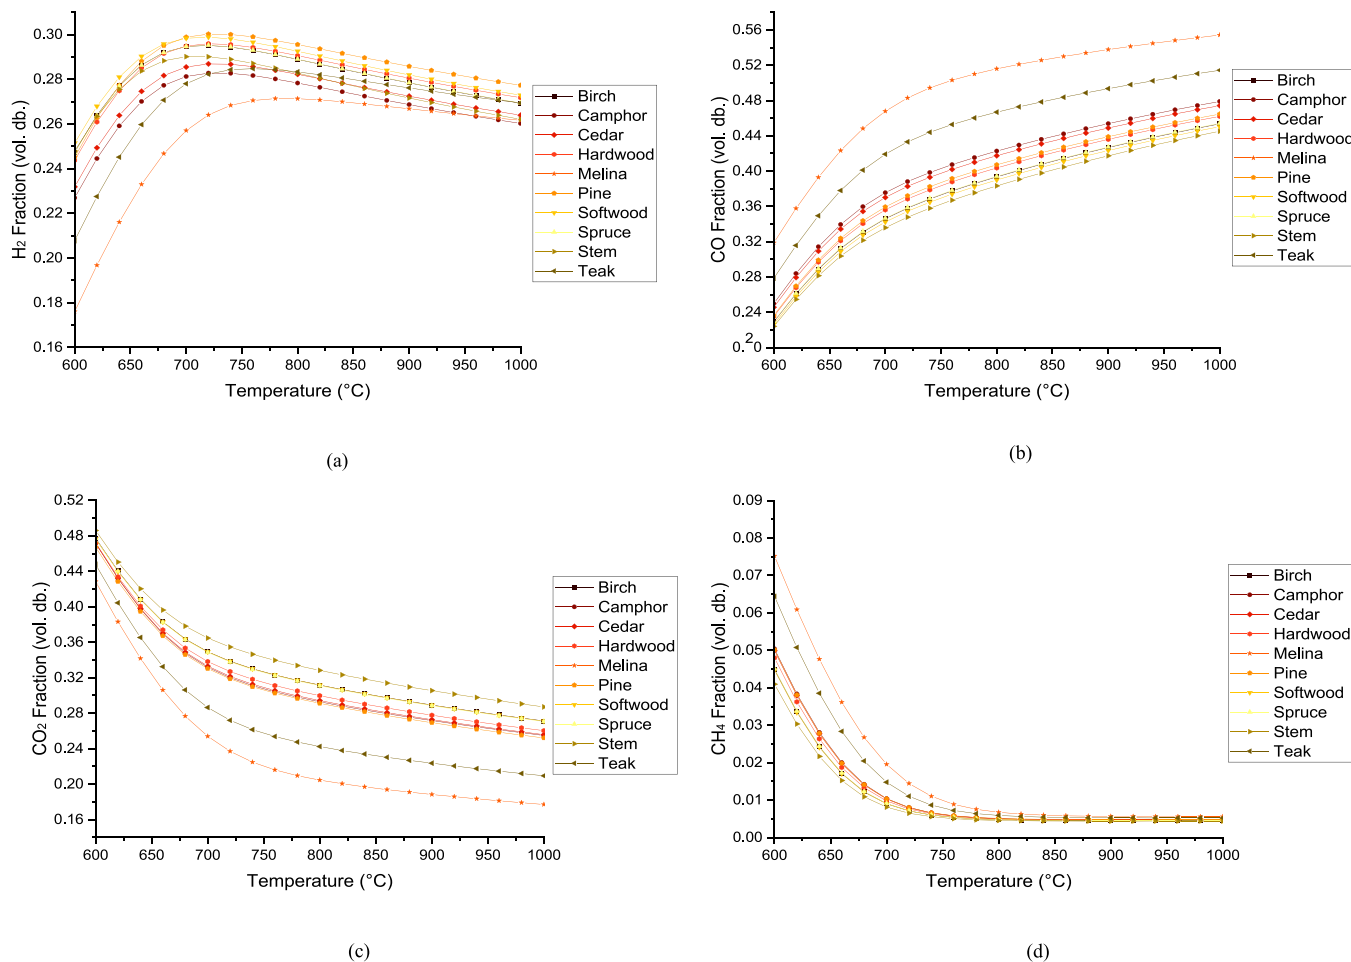 H2 Fraction (vol. db.)
0.30
0.28
0.26
0.24
0.22
0.20
0.18
0.16
600 650 700 750 800 850 900 950 1000
Temperature (°C)
Birch
Camphor
Cedar
Hardwood
Melina
Pine
Softwood
Spruce
Stem
Teak
(a)
CO Fraction (vol. db.)
0.56
0.52
0.48
0.44
0.40
0.36
0.32
0.28
0.24
0.20
600 650 700 750 800 850 900 950 1000
Temperature (°C)
Birch
Camphor
Cedar
Hardwood
Melina
Pine
Softwood
Spruce
Stem
Teak
(b)
CO2 Fraction (vol. db.)
0.52
0.48
0.44
0.40
0.36
0.32
0.28
0.24
0.20
0.16
600 650 700 750 800 850 900 950 1000
Temperature (°C)
Birch
Camphor
Cedar
Hardwood
Melina
Pine
Softwood
Spruce
Stem
Teak
(c)
CH4 Fraction (vol. db.)
0.09
0.08
0.07
0.06
0.05
0.04
0.03
0.02
0.01
0.00
600 650 700 750 800 850 900 950 1000
Temperature (°C)
Birch
Camphor
Cedar
Hardwood
Melina
Pine
Softwood
Spruce
Stem
Teak
(d)